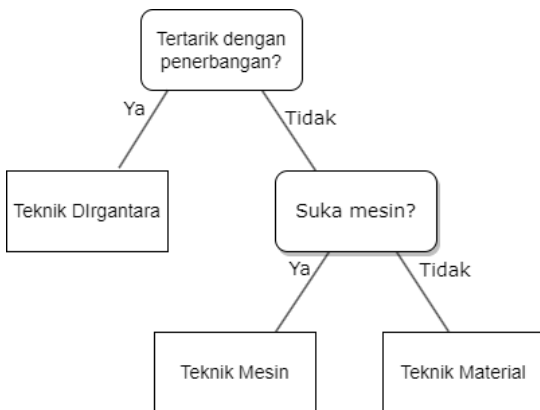 Tertarik dengan
penerbangan?
Ya
Tidak
Teknik DIrgantara
Suka mesin?
Ya
Tidak
Teknik Mesin
Teknik Material